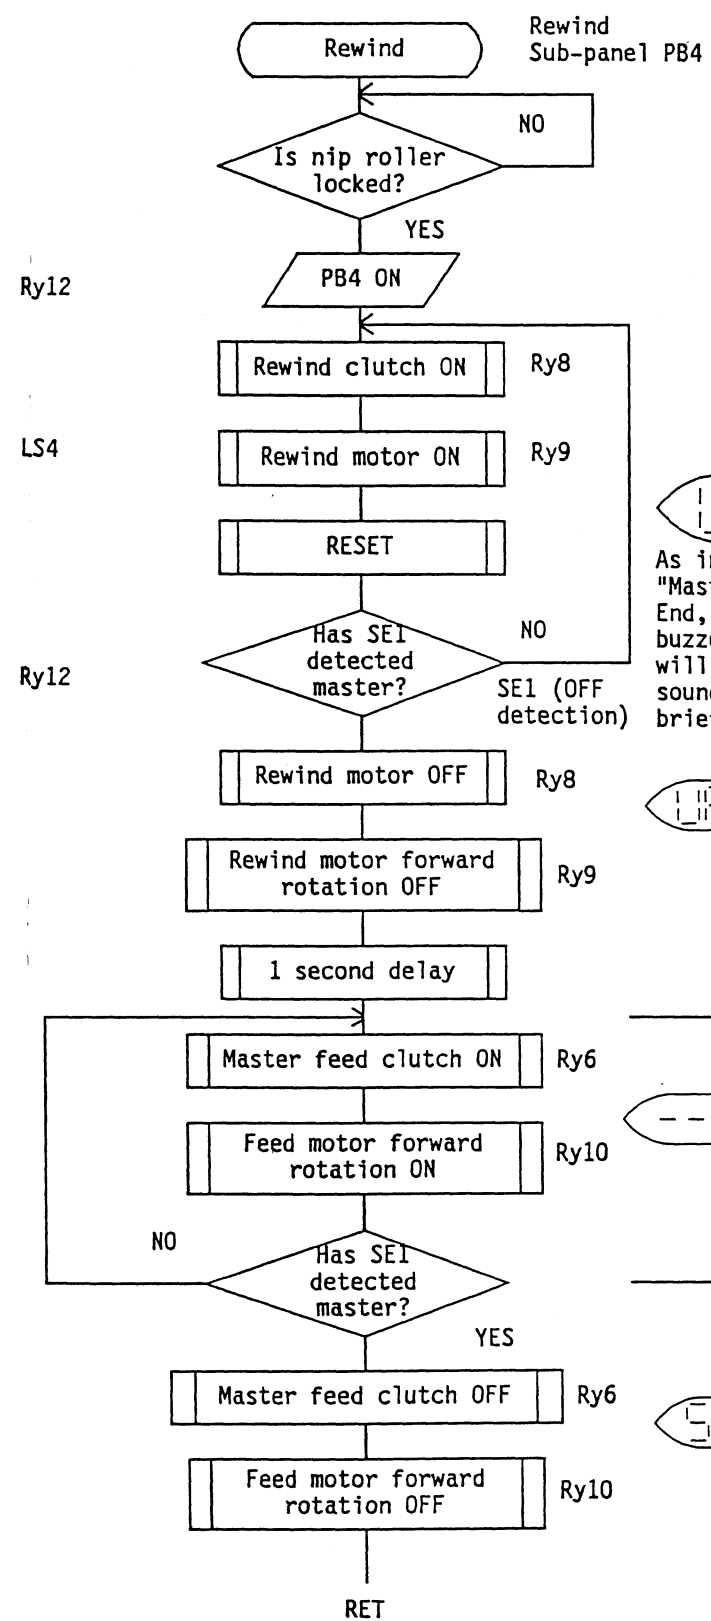 Rewind
Rewind
Sub-panel PB4
NO
Is nip roller
locked?
YES
Ry12
PB4 ON
Rewind clutch ON
Ry8
LS4
Rewind motor ON
Ry9
RESET
As
"Mas
End,
buzz
will
soun
brie
Has SE1
detected
master?
NO
Ry12
SE1 (OFF
detection)
Rewind motor OFF
Ry8
Rewind motor forward
rotation OFF
Ry9
1 second delay
Master feed clutch ON
Ry6
Feed motor forward
rotation ON
Ry10
- -
NO
Has SE1
detected
master?
YES
Master feed clutch OFF
Ry6
Feed motor forward
rotation OFF
Ry10
RET